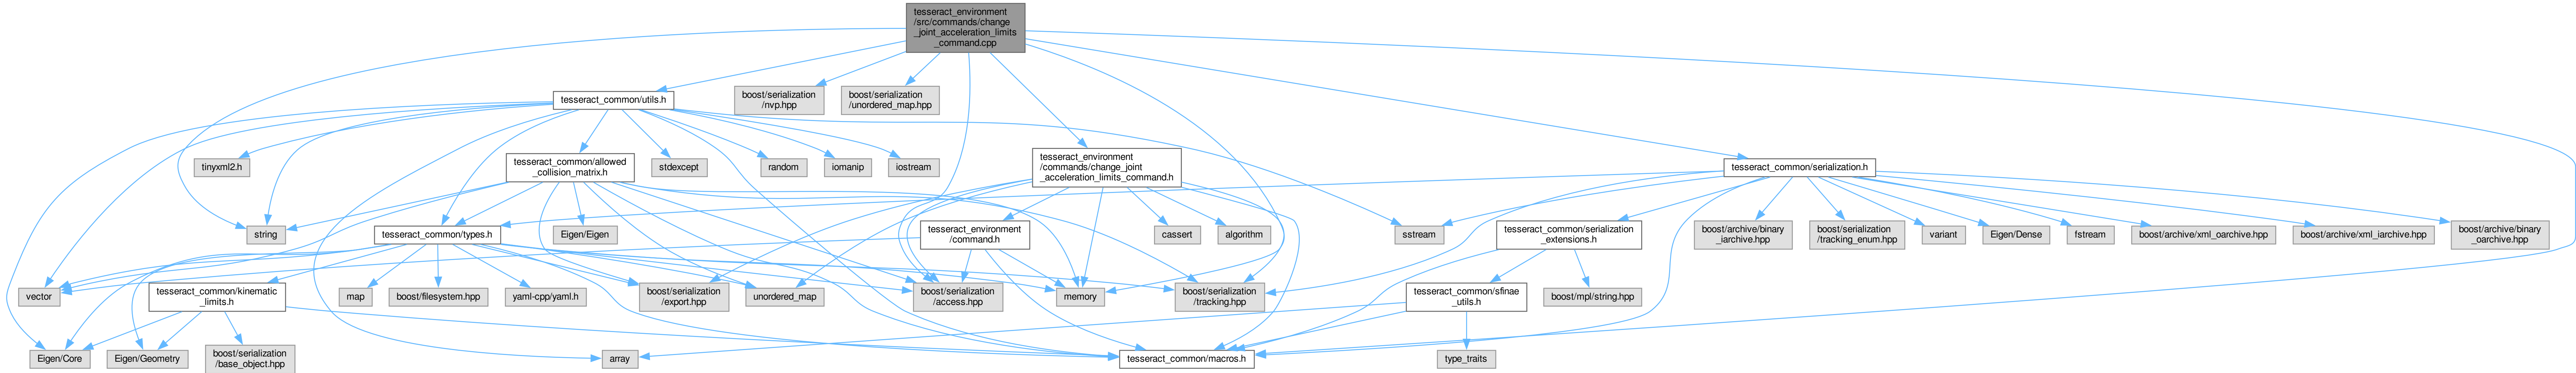 tesseract_environment
/src/commands/change
_joint_acceleration_limits
_command.cpp
tesseract_common/utils.h
boost/serialization
/nvp.hpp
boost/serialization
/unordered_map.hpp
tinyxml2.h
tesseract_common/allowed
_collision_matrix.h
stdexcept
random
iomanip
iostream
tesseract_environment
/commands/change_joint
_acceleration_limits_command.h
tesseract_common/serialization.h
string
tesseract_common/types.h
Eigen/Eigen
tesseract_environment
/command.h
cassert
algorithm
sstream
tesseract_common/serialization
_extensions.h
boost/archive/binary
_iarchive.hpp
boost/serialization
/tracking_enum.hpp
variant
Eigen/Dense
fstream
boost/archive/xml_oarchive.hpp
boost/archive/xml_iarchive.hpp
boost/archive/binary
_oarchive.hpp
vector
tesseract_common/kinematic
_limits.h
map
boost/filesystem.hpp
yaml-cpp/yaml.h
boost/serialization
/export.hpp
unordered_map
boost/serialization
/access.hpp
memory
boost/serialization
/tracking.hpp
tesseract_common/sfinae
_utils.h
boost/mpl/string.hpp
Eigen/Core
Eigen/Geometry
boost/serialization
/base_object.hpp
array
tesseract_common/macros.h
type_traits